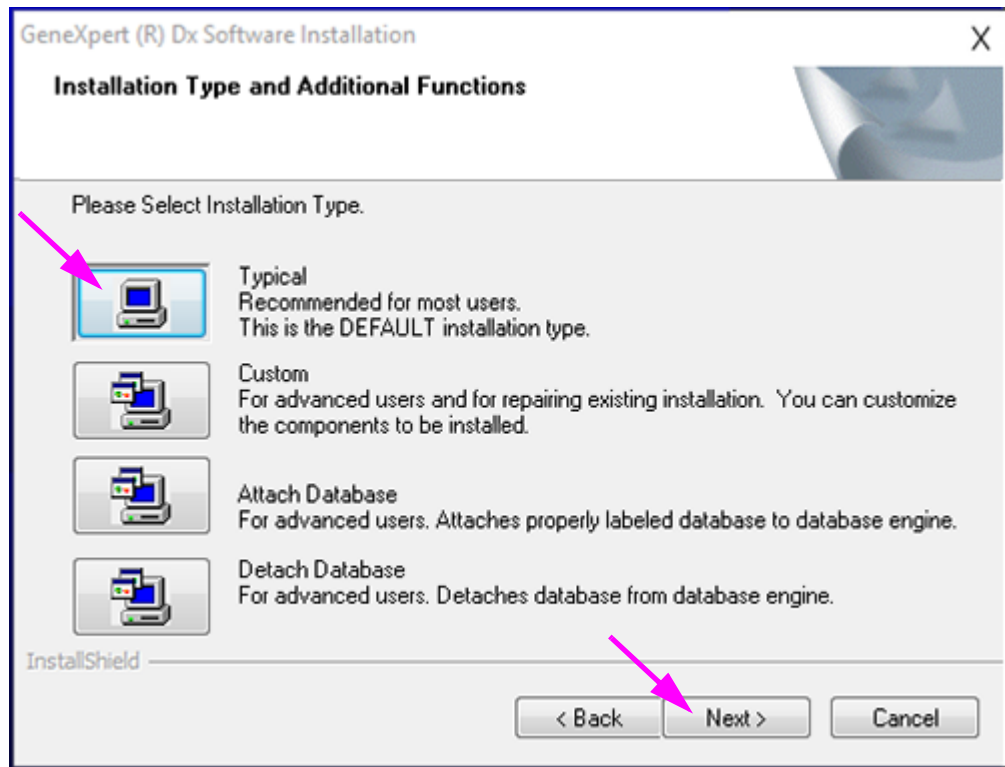 GeneXpert (R) Dx Software Installation
X
Installation Type and Additional Functions
Please Select Installation Type.
Typical
Recommended for most users.
This is the DEFAULT installation type.
Custom
For advanced users and for repairing existing installation. You can customize
the components to be installed.
Attach Database
For advanced users. Attaches properly labeled database to database engine.
Detach Database
For advanced users. Detaches database from database engine.
InstallShield
< Back
Next >
Cancel